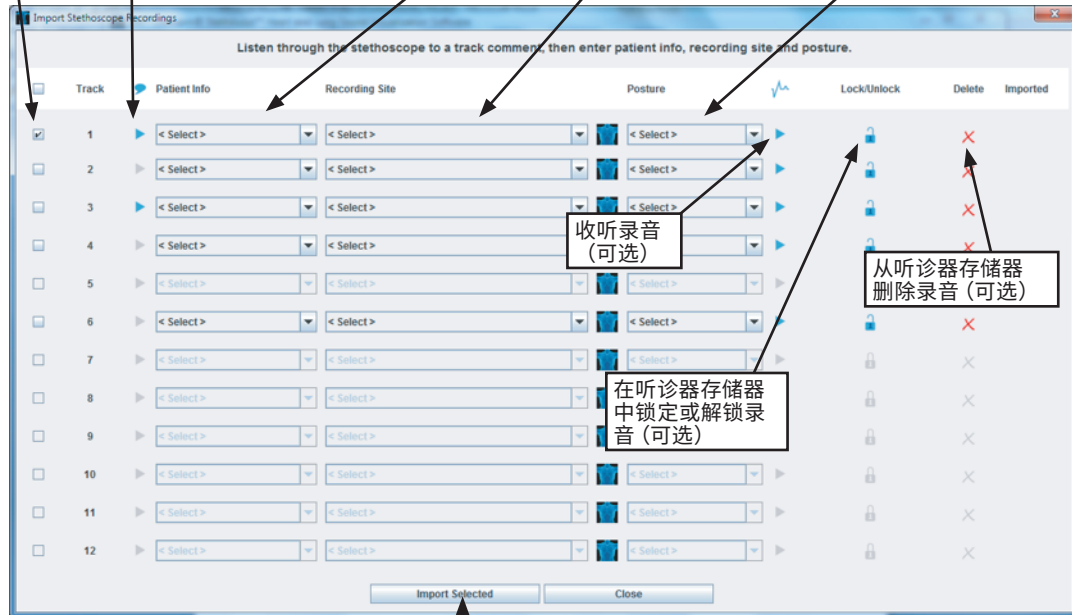 Import Stethoscope Recordings
Listen through the stethoscope to a track comment, then enter patient info, recording site and posture.
Track Patient Info Recording Site Posture Lock/Unlock Delete Imported
1 < Select > < Select > < Select >
2 < Select > < Select > < Select >
3 < Select > < Select > < Select >
4 < Select > < Select >
收听录音
（可选）
从听诊器存储器
删除录音（可选）
5 < Select > < Select > < Select >
6 < Select > < Select > < Select >
7 < Select > < Select > < Select >
8 < Select > < Select >
在听诊器存储器
中锁定或解锁录
音（可选）
9 < Select > < Select >
10 < Select > < Select > < Select >
11 < Select > < Select > < Select >
12 < Select > < Select > < Select >
Import Selected Close